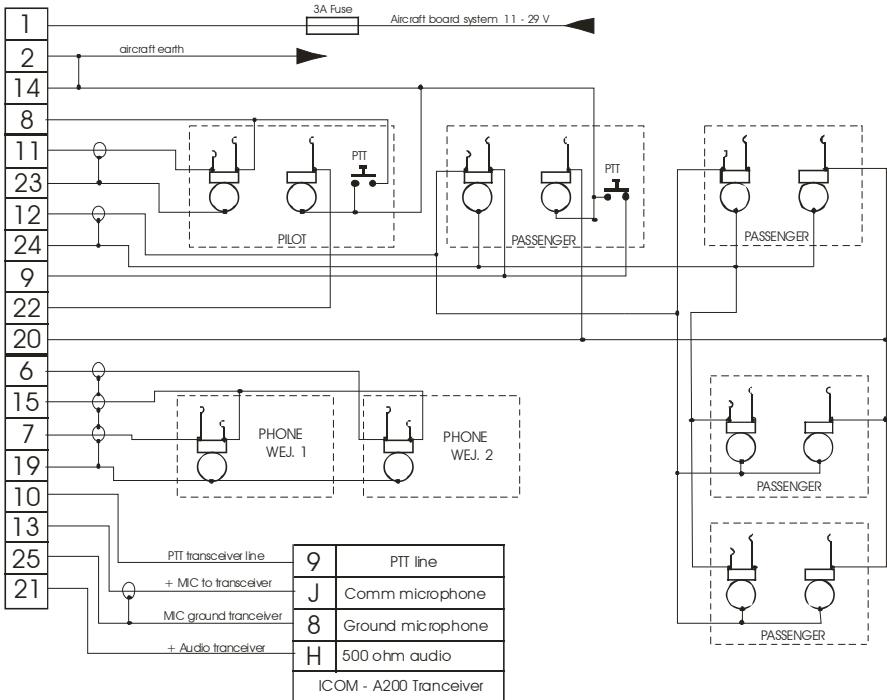 1
3A Fuse
Aircraft board system 11 - 29 V
2
aircraft earth
14
8
11
PTT
PTT
23
12
PILOT
PASSENGER
PASSENGER
24
9
22
20
6
15
7
PHONE
WEJ. 1
PHONE
WEJ. 2
19
PASSENGER
10
13
25
21
PTT transceiver line
9
PTT line
+ MIC to transceiver
J
Comm microphone
MIC ground tranceiver
8
Ground microphone
+ Audio tranceiver
H
500 ohm audio
PASSENGER
ICOM - A200 Tranceiver